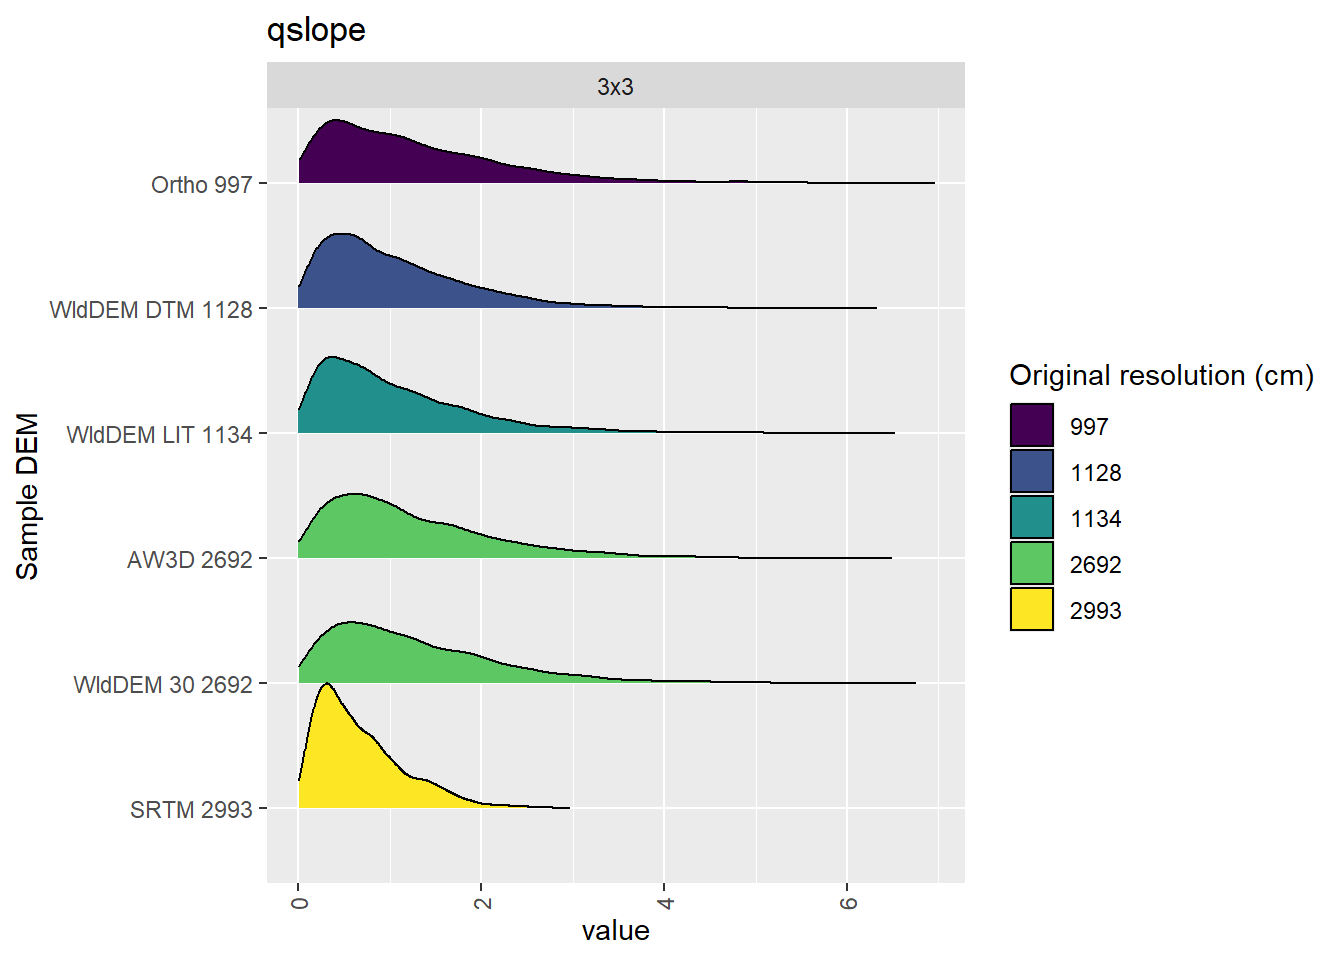 qslope
3x3
Sample DEM
Ortho 997
WldDEM DTM 1128
WldDEM LIT 1134
AW3D 2692
WldDEM 30 2692
SRTM 2993
0
2
4
6
value
Original resolution (cm)
997
1128
1134
2692
2993